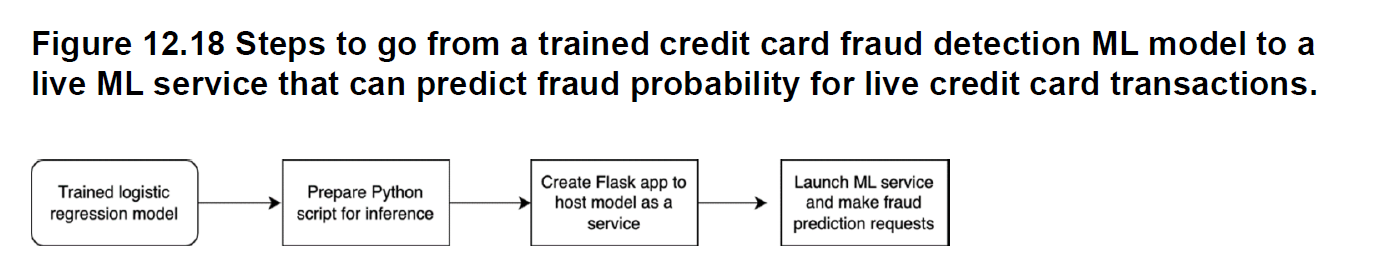 Figure 12.18 Steps to go from a trained credit card fraud detection ML model to a
live ML service that can predict fraud probability for live credit card transactions.
Trained logistic
regression model
Prepare Python
script for inference
Create Flask app to
host model as a
service
Launch ML service
and make fraud
prediction requests